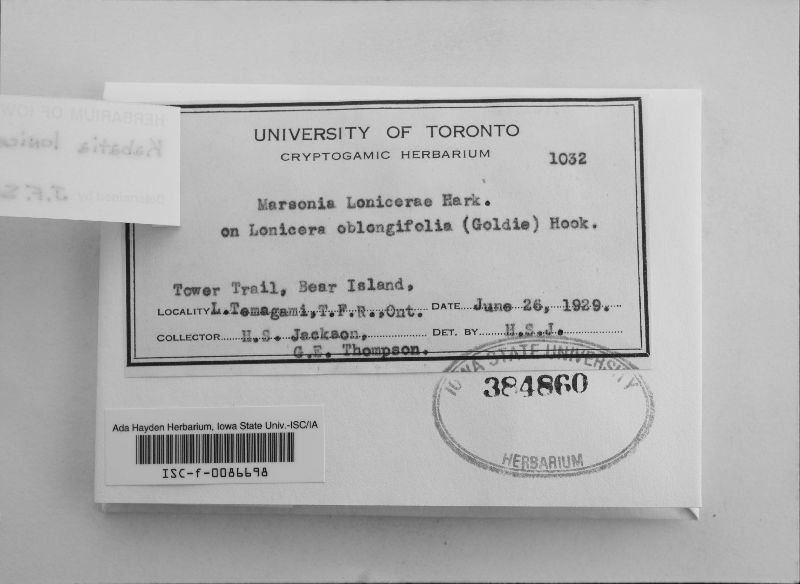 HERBARIUM OF IOW
Kabatia lonic
Determined by J.F.S
UNIVERSITY OF TORONTO
CRYPTOGAMIC HERBARIUM 1032
Marsonia Lonicerae Hark.
on Lonicera oblongifolia (Goldie) Hook.
Tower Trail, Bear Island,
LOCALITY L.Temagami,T.F.R.,Ont. DATE June 26, 1929.
COLLECTOR H.S. Jackson, DET. BY H.S.J.
G.E. Thompson.
IOWA STATE UNIVERSITY
384860
HERBARIUM
Ada Hayden Herbarium, Iowa State Univ.-ISC/IA
ISC-f-0086698